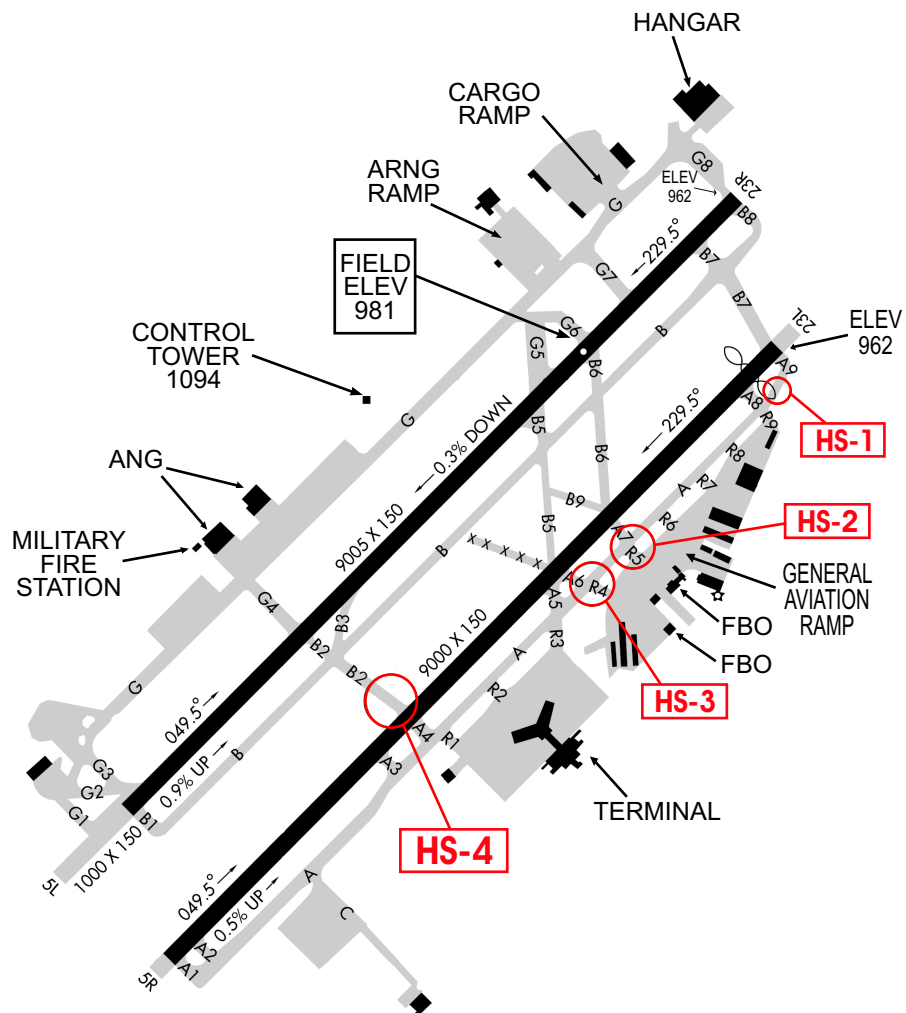 HANGAR
CARGO
RAMP
ARNG
RAMP
FIELD
ELEV
981
CONTROL
TOWER
1094
ANG
MILITARY
FIRE
STATION
ELEV
962
23R
G8
B8
G
G7
229.5°
B7
B7
23L
ELEV
962
G6
G5
B6
B
A9
A8
R9
HS-1
G
0.3% DOWN
9005 X 150
B5
B6
229.5°
R8
R7
A
R6
B9
B5
A7
R5
HS-2
B
X X X X X X
A6
R4
A5
R3
HS-3
GENERAL
AVIATION
RAMP
FBO
FBO
G4
B3
B2
B2
9000 X 150
A
R2
A4
R1
A3
HS-4
TERMINAL
G
049.5°
0.9% UP
B
G3
G2
G1
B1
1000 X 150
5L
049.5°
0.5% UP
A
C
A2
A1
5R